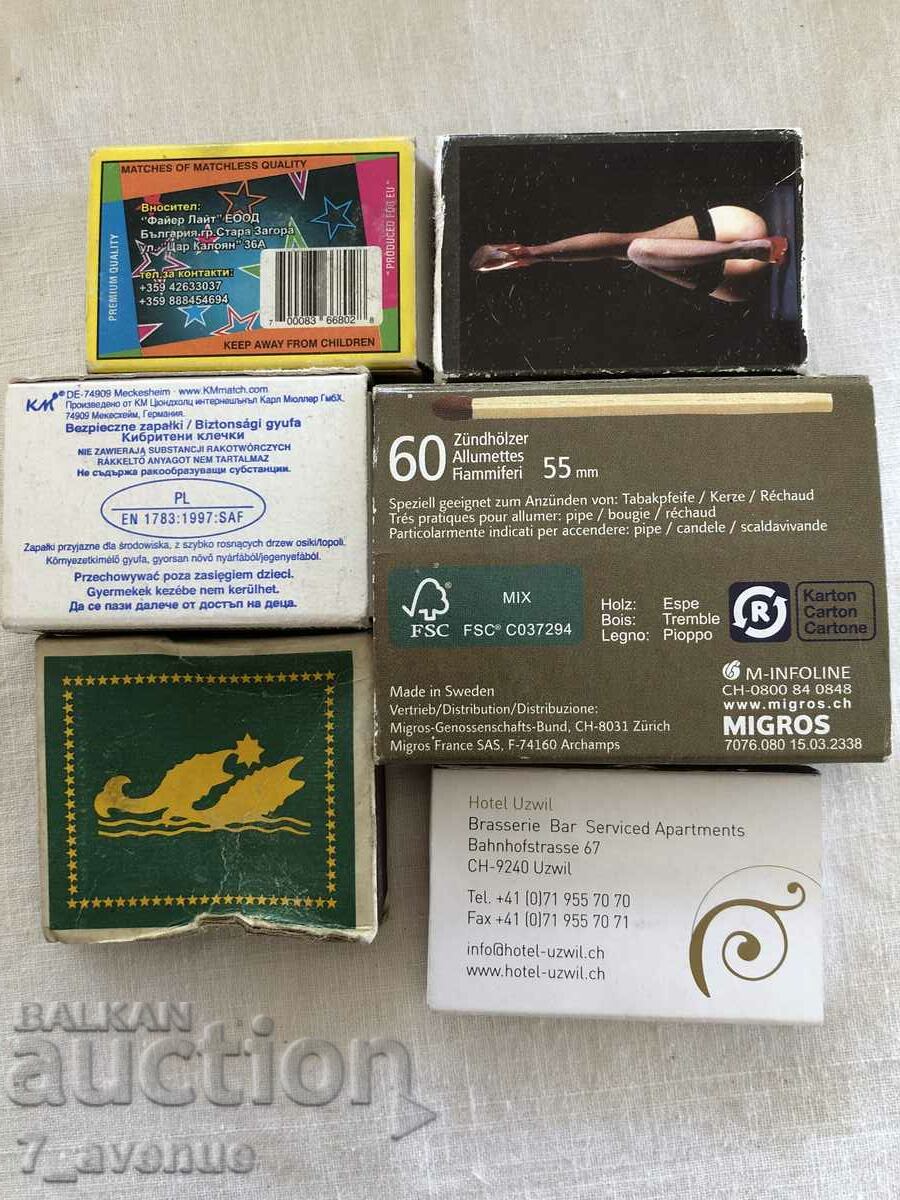 MATCHES OF MATCHLESS QUALITY
PREMIUM QUALITY
" PRODUCED FOR EU "
Вносител:
"Файер Лайт" ЕООД
България,гр.Стара Загора
ул. "Цар Калоян" 36А
тел.за контакти:
+359 42633037
+359 888454694
7 00083 66802 8
KEEP AWAY FROM CHILDREN
KM® DE-74909 Meckesheim · www.KMmatch.com
Произведено от КМ Цюндхолц интернешънъл Карл Мюллер ГмбХ,
74909 Мекесхейм, Германия.
Bezpieczne zapałki / Biztonsági gyufa
Кибритени клечки
NIE ZAWIERAJĄ SUBSTANCJI RAKOTWÓRCZYCH
RÁKKELTŐ ANYAGOT NEM TARTALMAZ
Не съдържа ракообразуващи субстанции.
PL
EN 1783:1997:SAF
Zapałki przyjazne dla środowiska, z szybko rosnących drzew osiki/topoli.
Környezetkímélő gyufa, gyorsan növő nyárfából/jegenyefából.
Przechowywać poza zasięgiem dzieci.
Gyermekek kezébe nem kerülhet.
Да се пази далече от достъп на деца.
60 Zündhölzer
Allumettes
Fiammiferi 55 mm
Speziell geeignet zum Anzünden von: Tabakpfeife / Kerze / Réchaud
Trés pratiques pour allumer: pipe / bougie / réchaud
Particolarmente indicati per accendere: pipe / candele / scaldavivande
FSC
MIX
FSC® C037294
Holz: Espe
Bois: Tremble
Legno: Pioppo
R
Karton
Carton
Cartone
M-INFOLINE
CH-0800 84 0848
www.migros.ch
MIGROS
7076.080 15.03.2338
Made in Sweden
Vertrieb/Distribution/Distribuzione:
Migros-Genossenschafts-Bund, CH-8031 Zürich
Migros France SAS, F-74160 Archamps
Hotel Uzwil
Brasserie Bar Serviced Apartments
Bahnhofstrasse 67
CH-9240 Uzwil
Tel. +41 (0)71 955 70 70
Fax +41 (0)71 955 70 71
info@hotel-uzwil.ch
www.hotel-uzwil.ch
BALKAN
auction
7_avenue